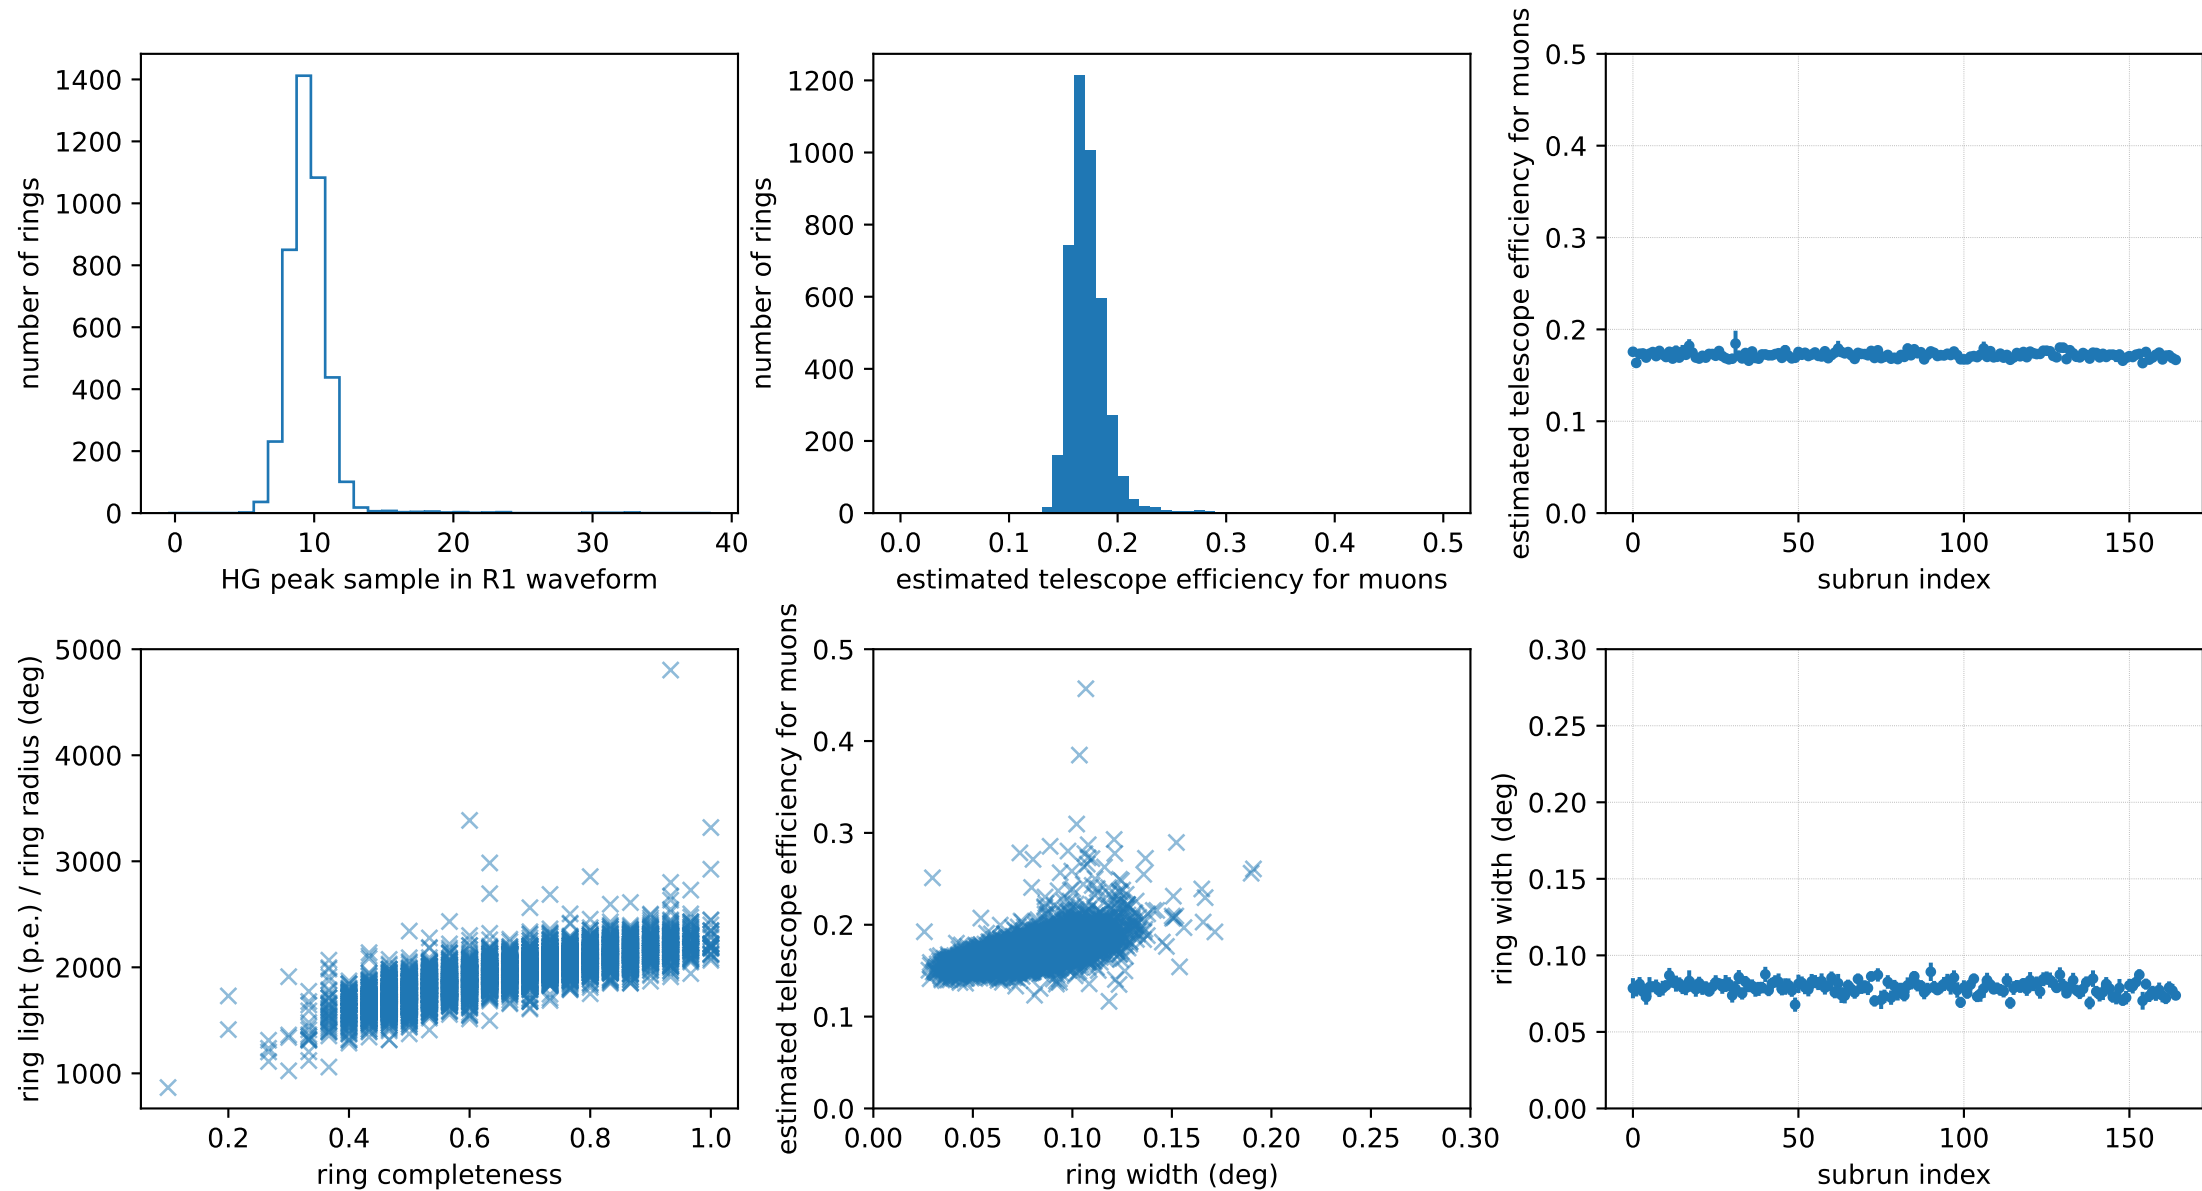 number of rings
1400
1200
1000
800
600
400
200
0
0 10 20 30 40
HG peak sample in R1 waveform
number of rings
1200
1000
800
600
400
200
0
0.0 0.1 0.2 0.3 0.4 0.5
estimated telescope efficiency for muons
estimated telescope efficiency for muons
0.5
0.4
0.3
0.2
0.1
0.0
0 50 100 150
subrun index
ring light (p.e.) / ring radius (deg)
5000
4000
3000
2000
1000
0.2 0.4 0.6 0.8 1.0
ring completeness
estimated telescope efficiency for muons
0.5
0.4
0.3
0.2
0.1
0.0
0.00 0.05 0.10 0.15 0.20 0.25 0.30
ring width (deg)
ring width (deg)
0.30
0.25
0.20
0.15
0.10
0.05
0.00
0 50 100 150
subrun index